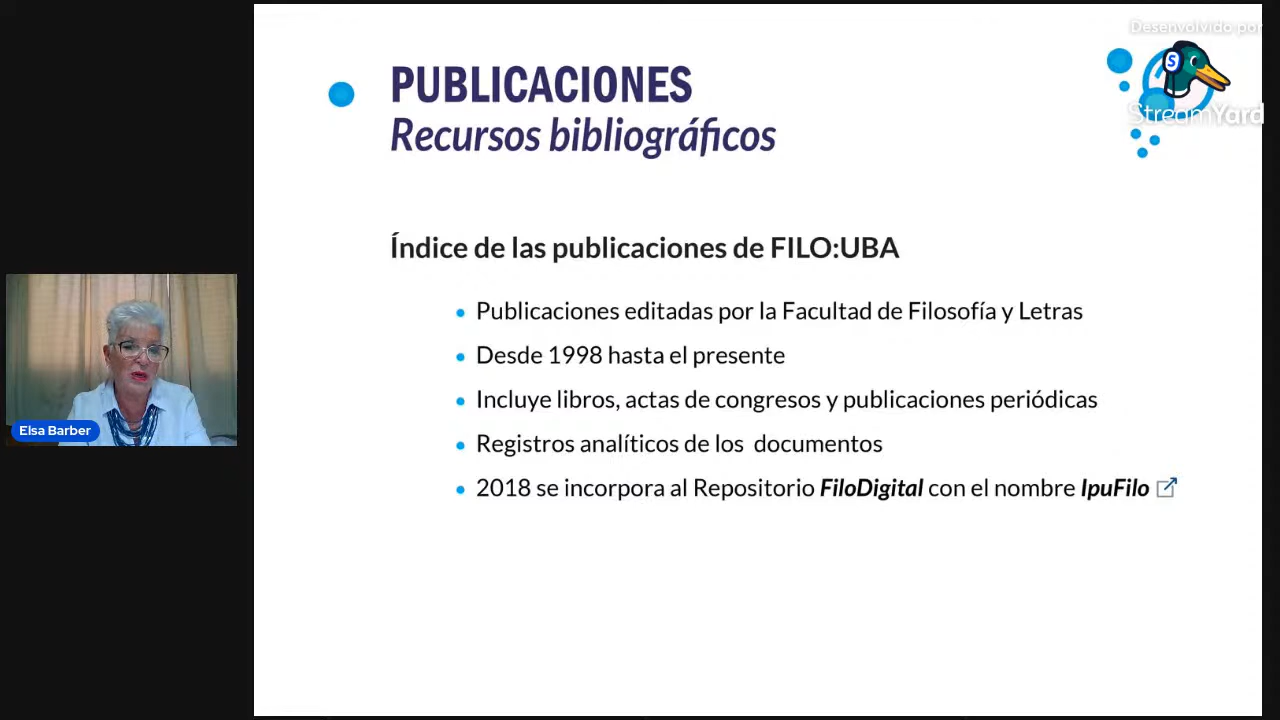 Desenvolvido por
StreamYard
PUBLICACIONES
Recursos bibliográficos
Índice de las publicaciones de FILO:UBA
Publicaciones editadas por la Facultad de Filosofía y Letras
Desde 1998 hasta el presente
Incluye libros, actas de congresos y publicaciones periódicas
Registros analíticos de los documentos
2018 se incorpora al Repositorio FiloDigital con el nombre IpuFilo
Elsa Barber